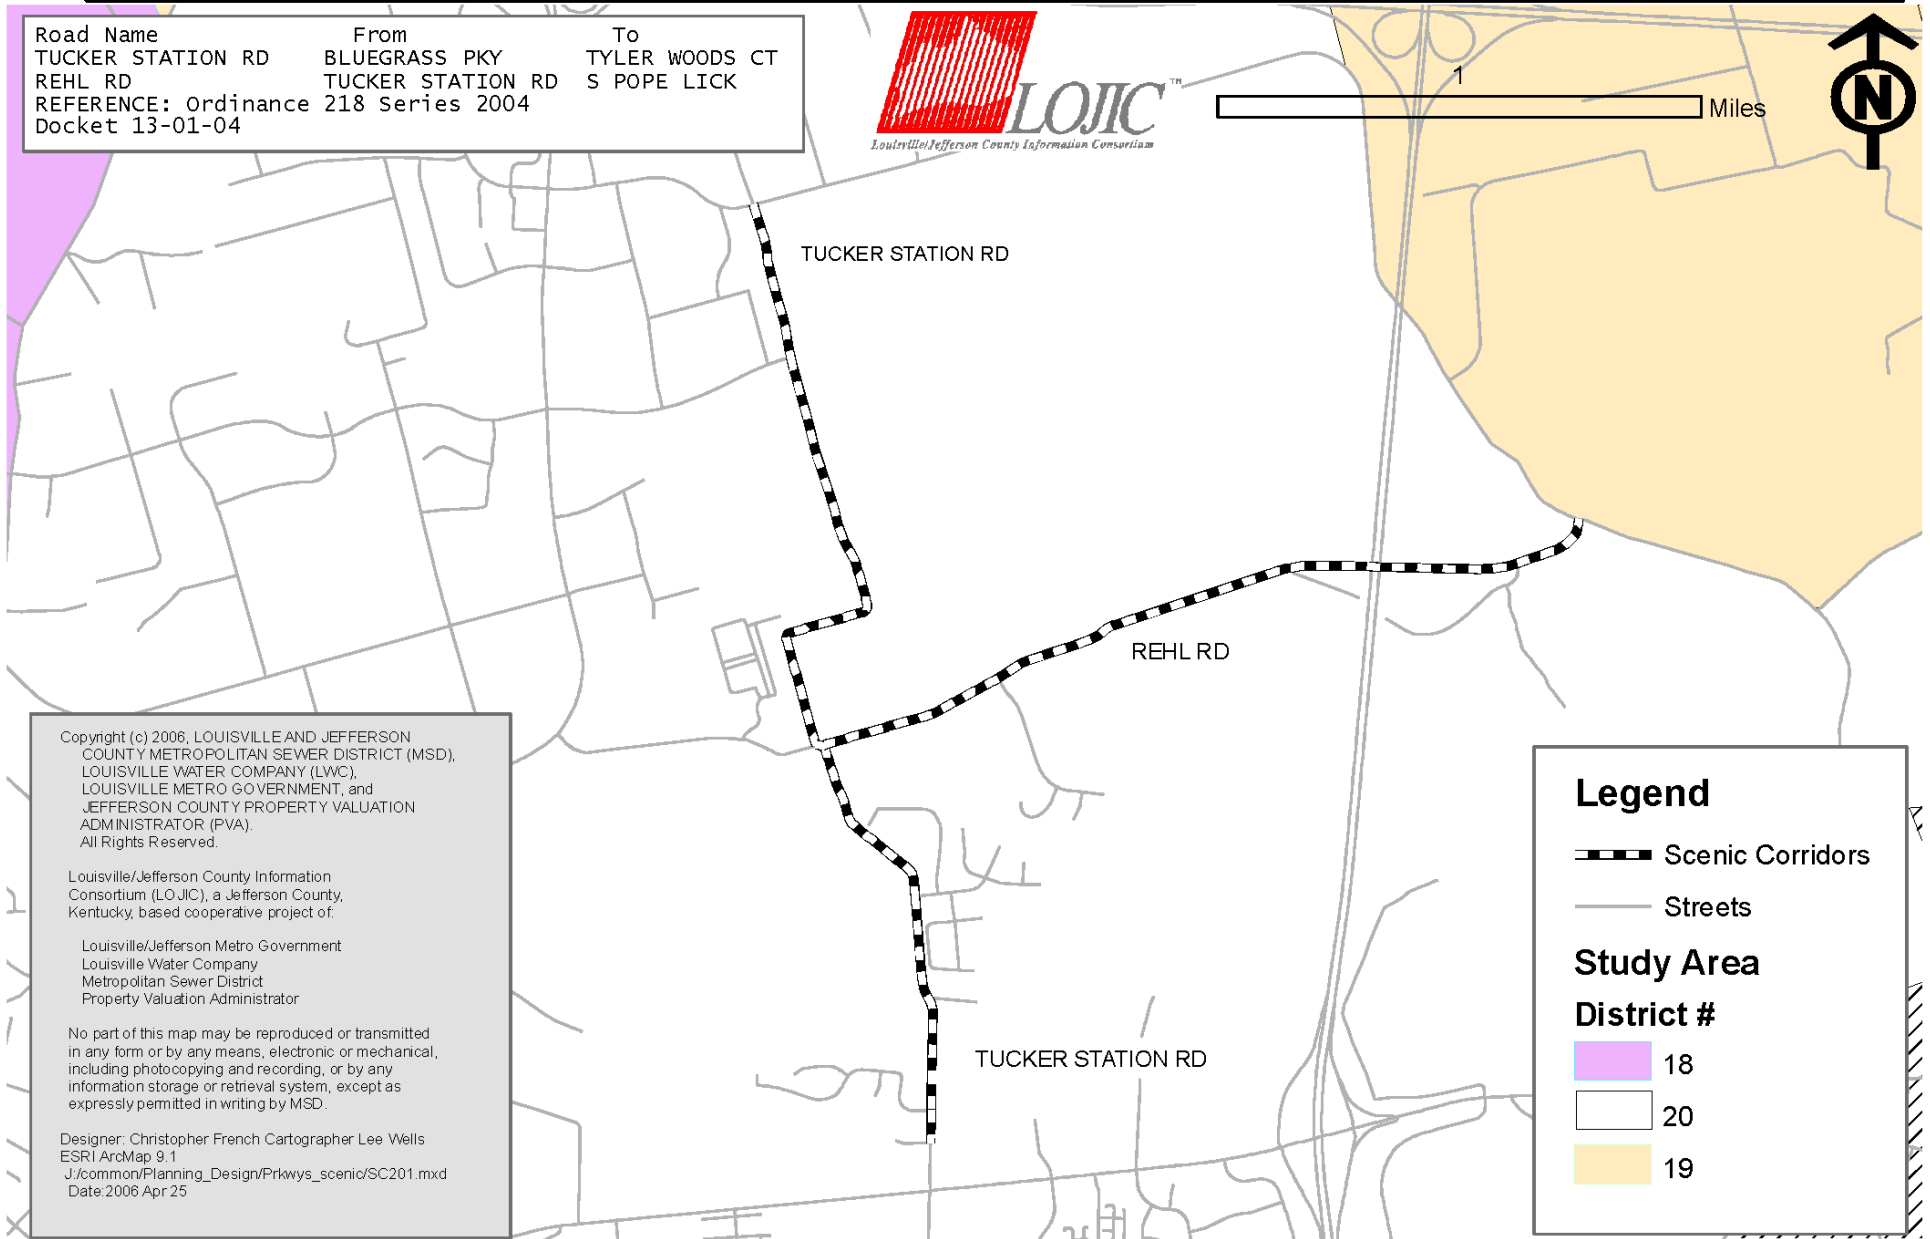 Road Name From To
TUCKER STATION RD BLUEGRASS PKY TYLER WOODS CT
REHL RD TUCKER STATION RD S POPE LICK
REFERENCE: Ordinance 218 Series 2004
Docket 13-01-04
LOJIC™
Louisville/Jefferson County Information Consortium
1
Miles
N
TUCKER STATION RD
REHL RD
TUCKER STATION RD
Copyright (c) 2006, LOUISVILLE AND JEFFERSON
COUNTY METROPOLITAN SEWER DISTRICT (MSD),
LOUISVILLE WATER COMPANY (LWC),
LOUISVILLE METRO GOVERNMENT, and
JEFFERSON COUNTY PROPERTY VALUATION
ADMINISTRATOR (PVA).
All Rights Reserved.
Louisville/Jefferson County Information
Consortium (LOJIC), a Jefferson County,
Kentucky, based cooperative project of:
Louisville/Jefferson Metro Government
Louisville Water Company
Metropolitan Sewer District
Property Valuation Administrator
No part of this map may be reproduced or transmitted
in any form or by any means, electronic or mechanical,
including photocopying and recording, or by any
information storage or retrieval system, except as
expressly permitted in writing by MSD.
Designer: Christopher French Cartographer Lee Wells
ESRI ArcMap 9.1
J:/common/Planning_Design/Prkwys_scenic/SC201.mxd
Date:2006 Apr 25
Legend
Scenic Corridors
Streets
Study Area
District #
18
20
19